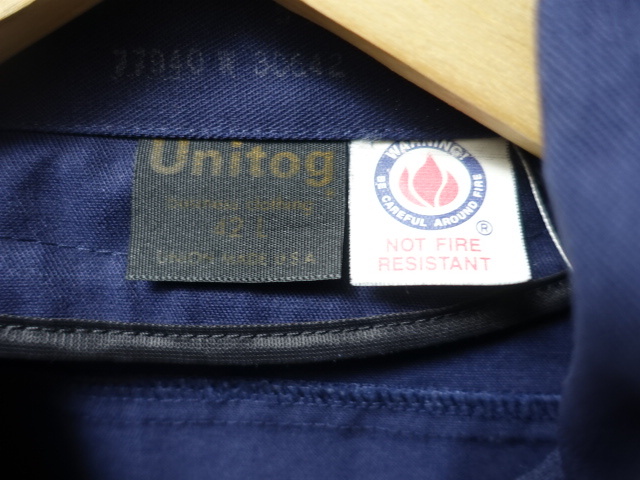 Unitog
42
UNION MADE U.S.A.
WARNING!
BE CAREFUL AROUND FIRE
®
NOT FIRE
RESISTANT